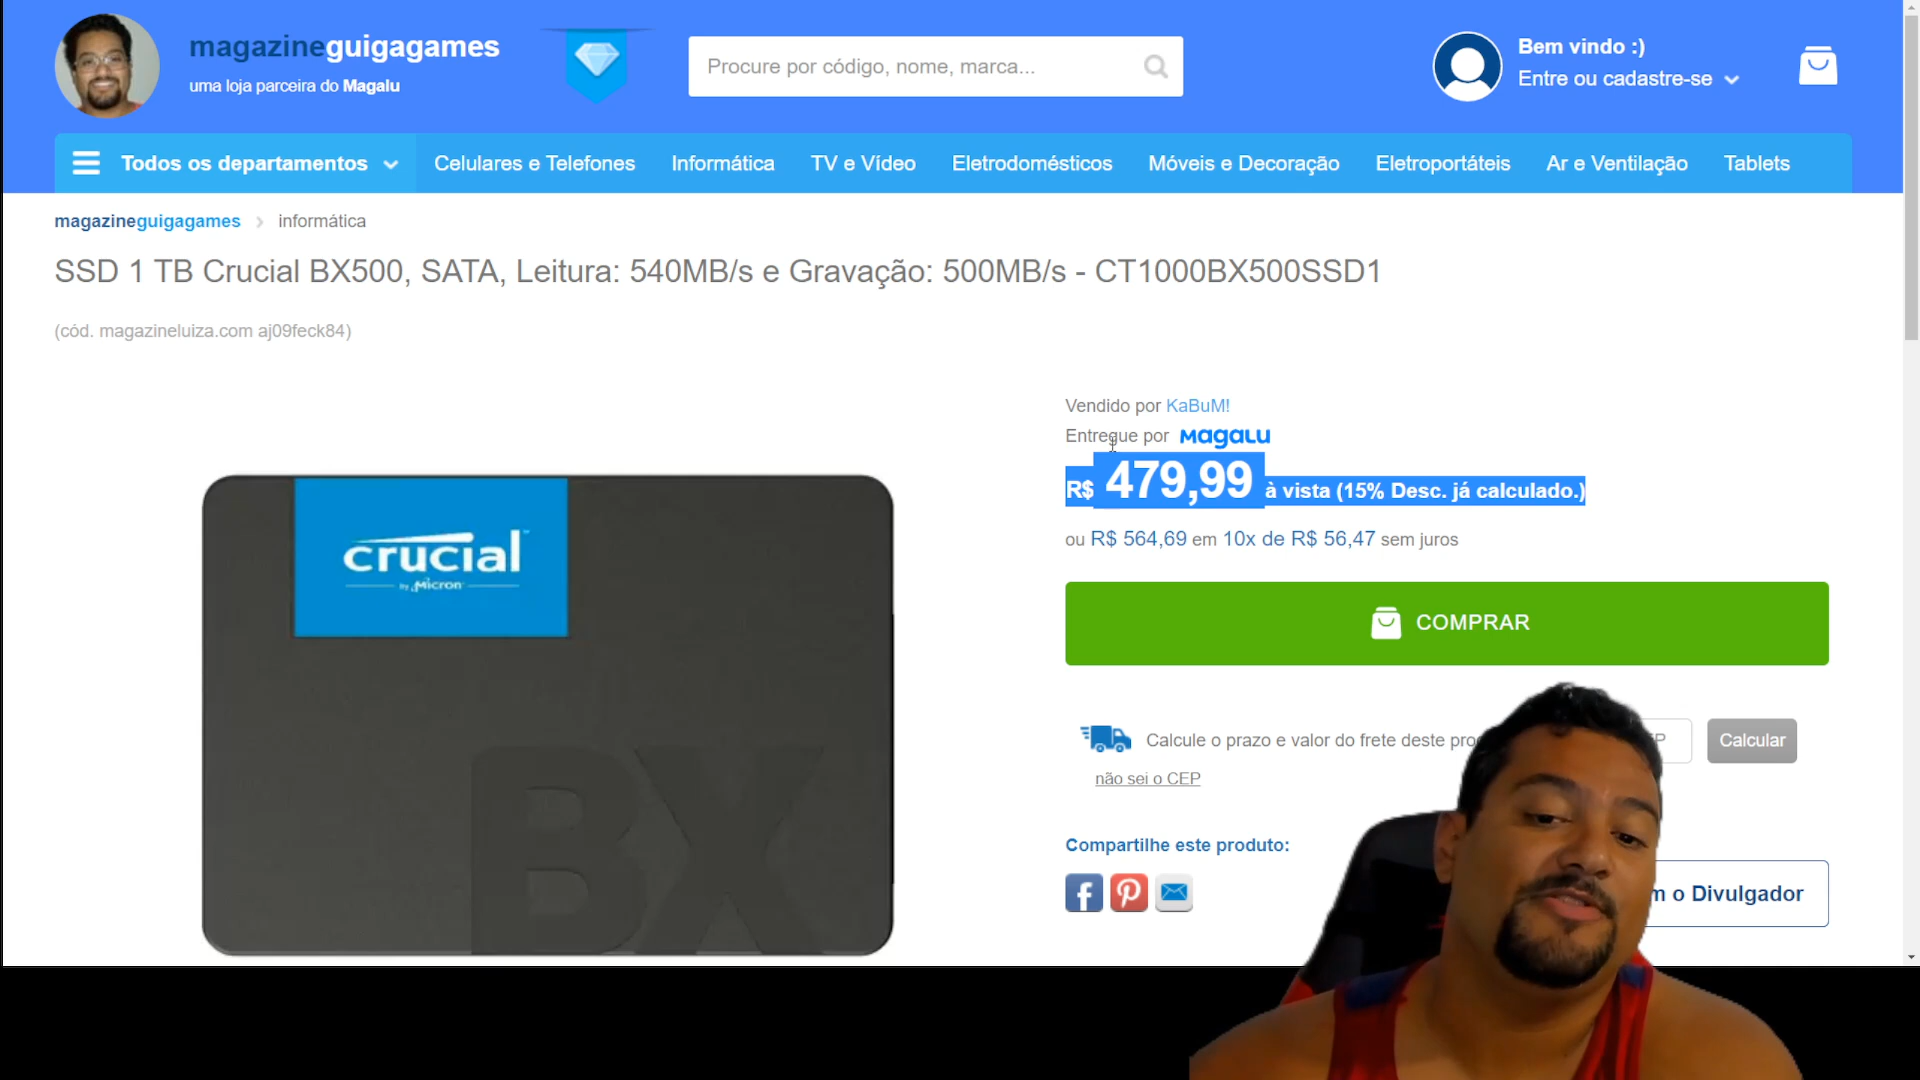 magazineguigagames
uma loja parceira do Magalu
Procure por código, nome, marca...
Bem vindo :)
Entre ou cadastre-se
Todos os departamentos
Celulares e Telefones
Informática
TV e Vídeo
Eletrodomésticos
Móveis e Decoração
Eletroportáteis
Ar e Ventilação
Tablets
magazineguigagames > informática
SSD 1 TB Crucial BX500, SATA, Leitura: 540MB/s e Gravação: 500MB/s - CT1000BX500SSD1
(cód. magazineluiza.com aj09feck84)
Vendido por KaBuM!
Entregue por Magalu
R$ 479,99 à vista (15% Desc. já calculado.)
ou R$ 564,69 em 10x de R$ 56,47 sem juros
COMPRAR
crucial
by Micron
BX
Calcule o prazo e valor do frete deste
Calcular
não sei o CEP
Compartilhe este produto:
o Divulgador